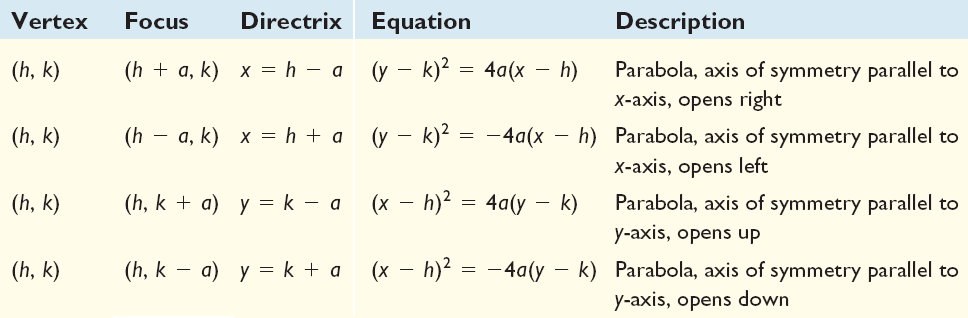 Vertex Focus Directrix Equation Description
(h, k) (h + a, k) x = h − a (y − k)² = 4a(x − h) Parabola, axis of symmetry parallel to
x-axis, opens right
(h, k) (h − a, k) x = h + a (y − k)² = −4a(x − h) Parabola, axis of symmetry parallel to
x-axis, opens left
(h, k) (h, k + a) y = k − a (x − h)² = 4a(y − k) Parabola, axis of symmetry parallel to
y-axis, opens up
(h, k) (h, k − a) y = k + a (x − h)² = −4a(y − k) Parabola, axis of symmetry parallel to
y-axis, opens down